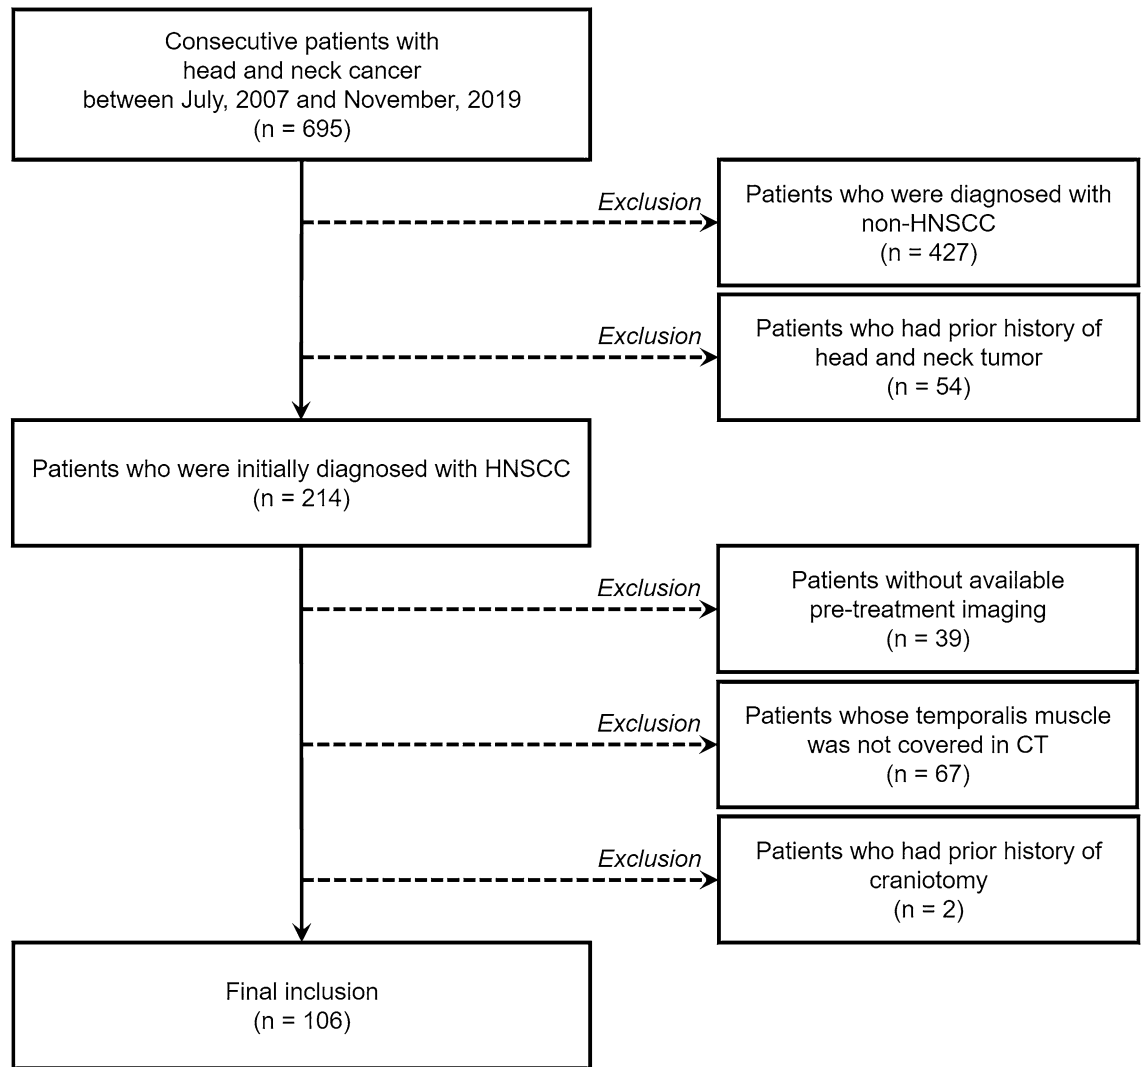 Consecutive patients with
head and neck cancer
between July, 2007 and November, 2019
(n = 695)
Exclusion
Patients who were diagnosed with
non-HNSCC
(n = 427)
Exclusion
Patients who had prior history of
head and neck tumor
(n = 54)
Patients who were initially diagnosed with HNSCC
(n = 214)
Exclusion
Patients without available
pre-treatment imaging
(n = 39)
Exclusion
Patients whose temporalis muscle
was not covered in CT
(n = 67)
Exclusion
Patients who had prior history of
craniotomy
(n = 2)
Final inclusion
(n = 106)